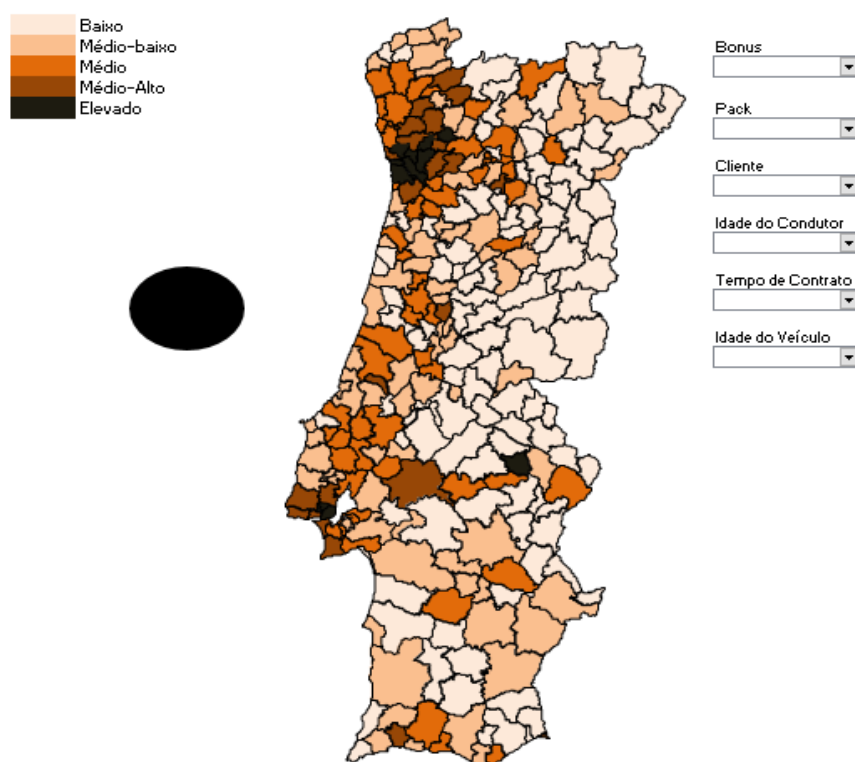 Baixo
Médio-baixo
Médio
Médio-Alto
Elevado
Bonus
Pack
Cliente
Idade do Condutor
Tempo de Contrato
Idade do Veículo